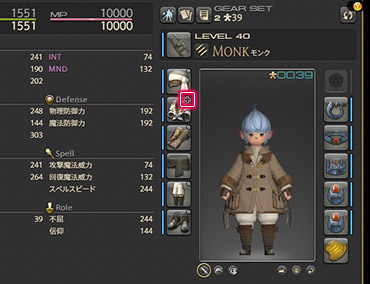 1551 MP 10000
1551 10000
GEAR SET
2 *39
LEVEL 40
MONK モンク
0039
241 INT 74
190 MND 132
202
Defense
248 物理防御力 192
144 魔法防御力 192
303
Spell
241 攻撃魔法威力 74
264 回復魔法威力 132
スペルスピード 244
Role
39 不屈 244
信仰 144